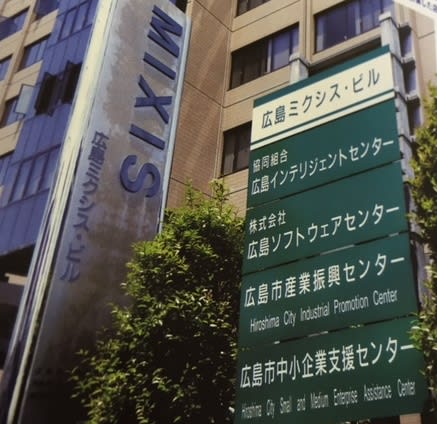 MIXIS
広島ミクシス・ビル
広島ミクシス・ビル
協同組合
広島インテリジェントセンター
株式会社
広島ソフトウェアセンター
広島市産業振興センター
Hiroshima City Industrial Promotion Center
広島市中小企業支援センター
Hiroshima City Small and Medium Enterprise Assistance Center